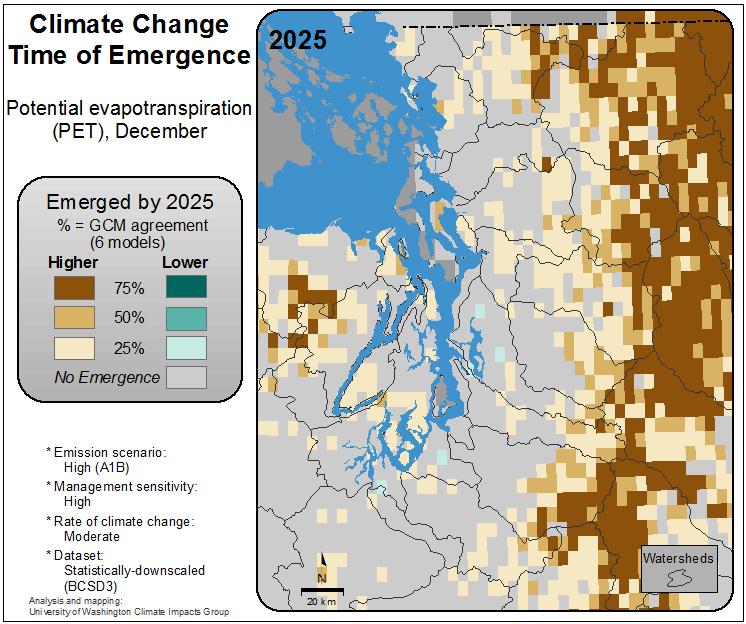 Climate Change
Time of Emergence
Potential evapotranspiration
(PET), December
Emerged by 2025
% = GCM agreement
(6 models)
Higher Lower
75%
50%
25%
No Emergence
* Emission scenario:
High (A1B)
* Management sensitivity:
High
* Rate of climate change:
Moderate
* Dataset:
Statistically-downscaled
(BCSD3)
Analysis and mapping:
University of Washington Climate Impacts Group
2025
N
20 km
Watersheds